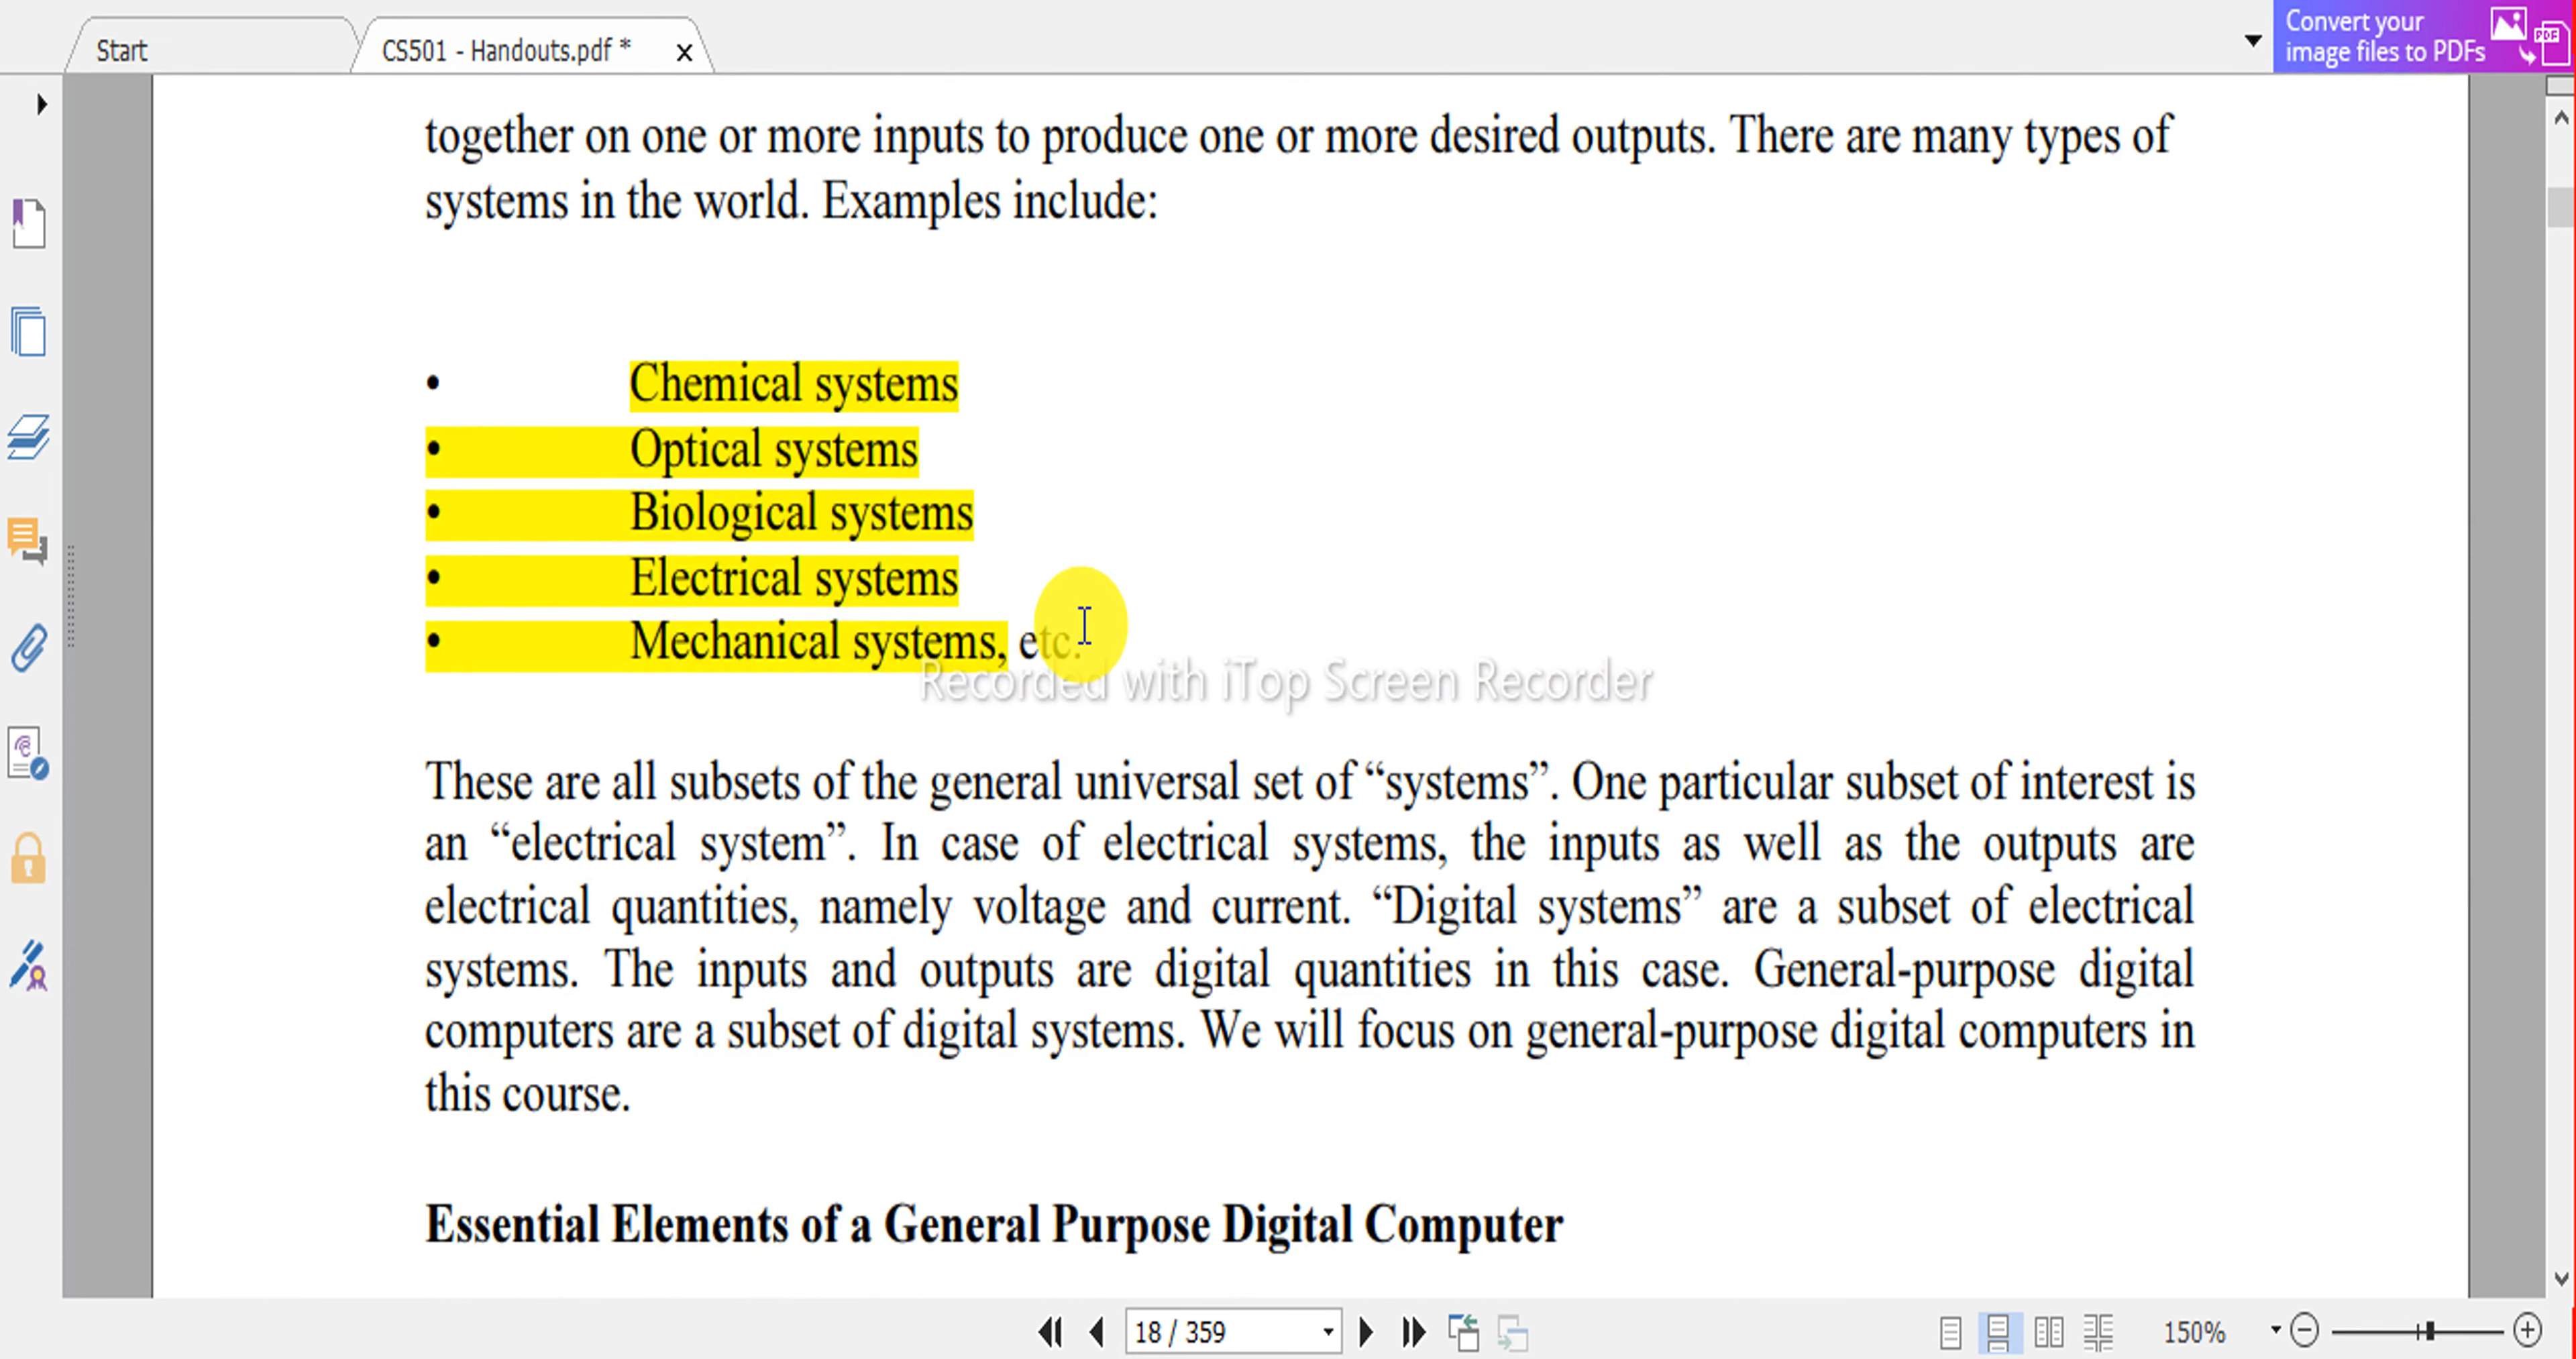 Start
CS501 - Handouts.pdf *
Convert your
image files to PDFs
PDF
together on one or more inputs to produce one or more desired outputs. There are many types of
systems in the world. Examples include:
• Chemical systems
• Optical systems
• Biological systems
• Electrical systems
• Mechanical systems, etc.
Recorded with iTop Screen Recorder
These are all subsets of the general universal set of “systems”. One particular subset of interest is
an “electrical system”. In case of electrical systems, the inputs as well as the outputs are
electrical quantities, namely voltage and current. “Digital systems” are a subset of electrical
systems. The inputs and outputs are digital quantities in this case. General-purpose digital
computers are a subset of digital systems. We will focus on general-purpose digital computers in
this course.
Essential Elements of a General Purpose Digital Computer
18 / 359
150%